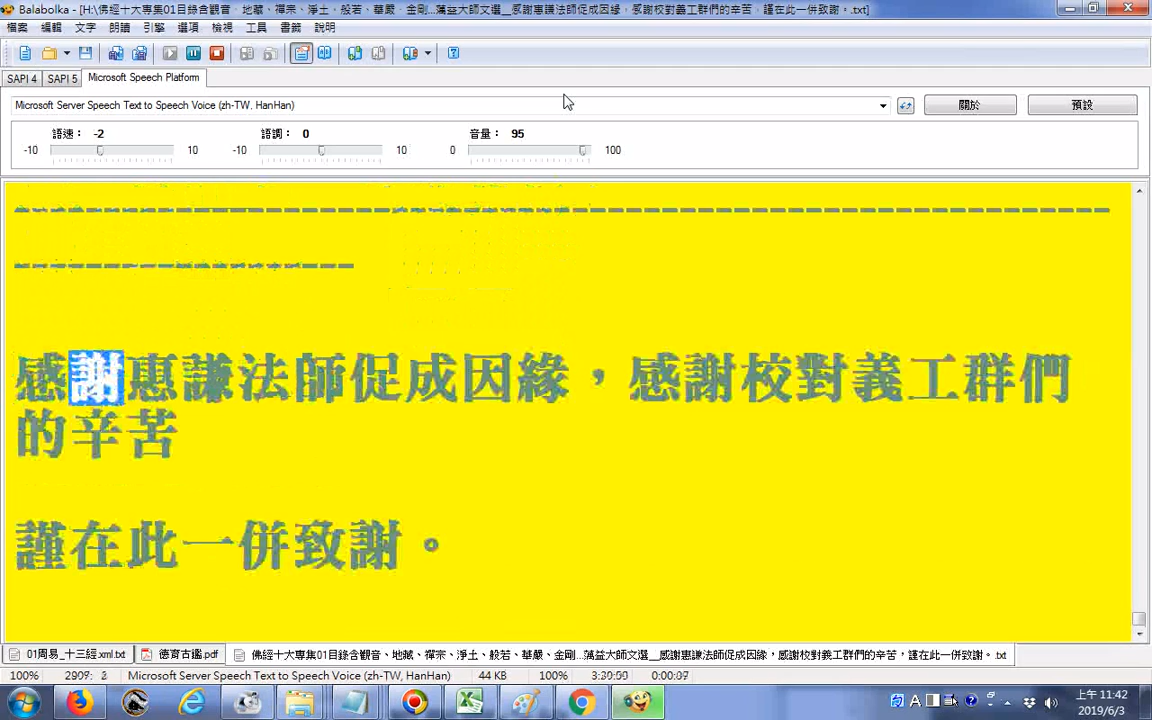 Balabolka - [H:\佛經十大專集01目錄含觀音﹑地藏﹑禪宗﹑淨土﹑般若﹑華嚴﹑金剛...蕅益大師文選__感謝惠謙法師促成因緣﹐感謝校對義工群們的辛苦﹐謹在此一併致謝﹒.txt]
檔案 編輯 文字 朗讀 引擎 選項 檢視 工具 書籤 說明
SAPI 4 SAPI 5 Microsoft Speech Platform
Microsoft Server Speech Text to Speech Voice (zh-TW, HanHan) 關於 預設
語速： -2 語調： 0 音量： 95
-10 10 -10 10 0 100
感謝惠謙法師促成因緣，感謝校對義工群們
的辛苦
謹在此一併致謝。
01周易_十三經.xml.txt 德育古鑑.pdf 佛經十大專集01目錄含觀音、地藏、禪宗、淨土、般若、華嚴、金剛...蕅益大師文選__感謝惠謙法師促成因緣，感謝校對義工群們的辛苦，謹在此一併致謝。.txt
100% 2909: 2 Microsoft Server Speech Text to Speech Voice (zh-TW, HanHan) 44 KB 100%
上午 11:42
2019/6/3